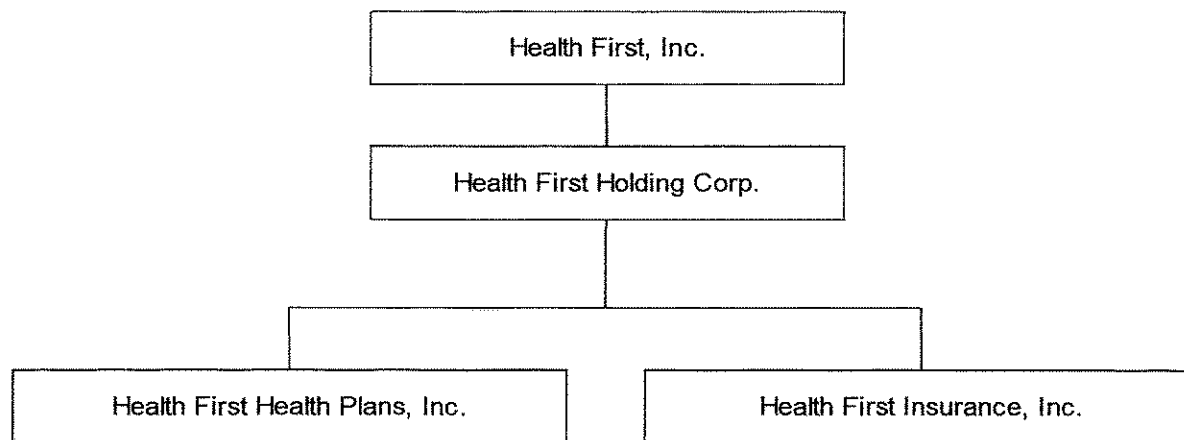 Health First, Inc.
Health First Holding Corp.
Health First Health Plans, Inc.
Health First Insurance, Inc.